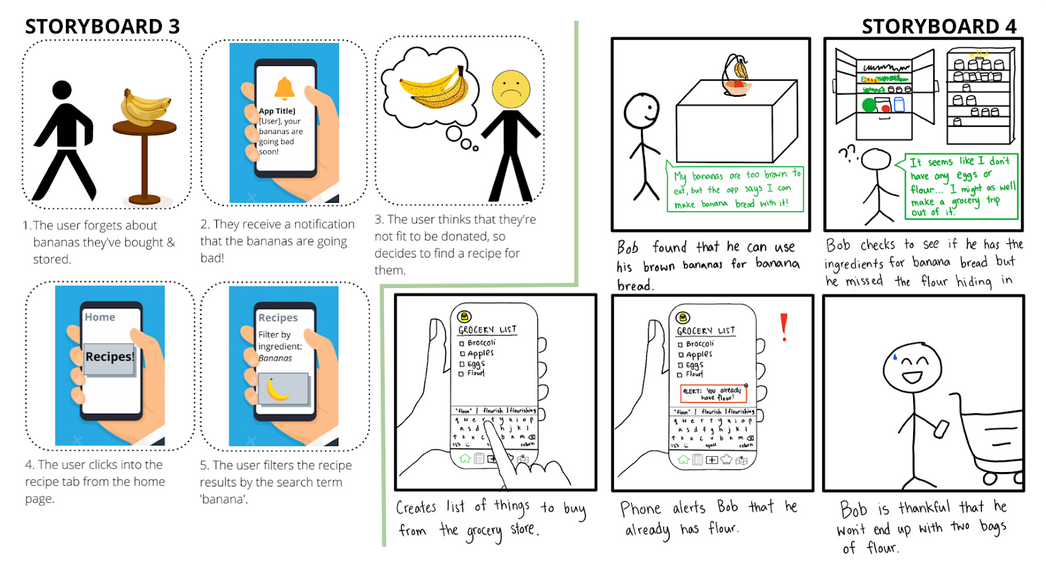 STORYBOARD 3
App Title]
[User], your
bananas are
going bad
soon!
1. The user forgets about
bananas they've bought &
stored.
2. They receive a notification
that the bananas are going
bad!
3. The user thinks that they're
not fit to be donated, so
decides to find a recipe for
them.
Home
Recipes!
Recipes
Filter by
ingredient:
Bananas
4. The user clicks into the
recipe tab from the home
page.
5. The user filters the recipe
results by the search term
'banana'.
STORYBOARD 4
My bananas are too brown to
eat, but the app says I can
make banana bread with it!
Bob found that he can use
his brown bananas for banana
bread.
??
It seems like I don't
have any eggs or
flour... I might as well
make a grocery trip
out of it.
Bob checks to see if he has the
ingredients for banana bread but
he missed the flour hiding in
GROCERY LIST
Broccoli
Apples
Eggs
Flour
"flour" | flourish | flourishing
Creates list of things to buy
from the grocery store.
GROCERY LIST
Broccoli
Apples
Eggs
Flour
ALERT: You already
have flour!
"flour" | flourish | flourishing
!
Phone alerts Bob that he
already has flour.
Bob is thankful that he
won't end up with two bags
of flour.